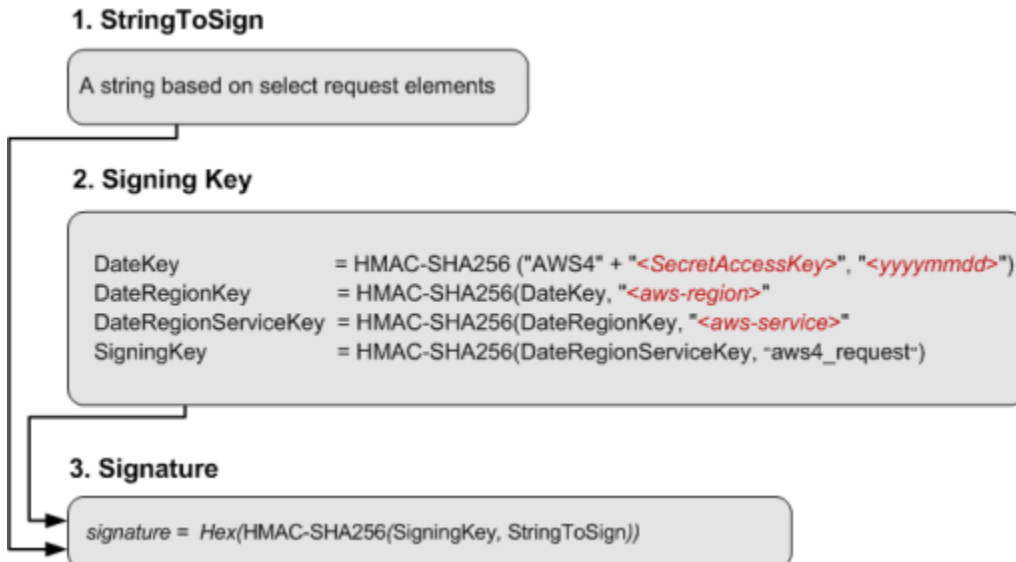 1. StringToSign
A string based on select request elements
2. Signing Key
DateKey = HMAC-SHA256 ("AWS4" + "<SecretAccessKey>", "<yyyymmdd>")
DateRegionKey = HMAC-SHA256(DateKey, "<aws-region>"
DateRegionServiceKey = HMAC-SHA256(DateRegionKey, "<aws-service>"
SigningKey = HMAC-SHA256(DateRegionServiceKey, "aws4_request")
3. Signature
signature = Hex(HMAC-SHA256(SigningKey, StringToSign))